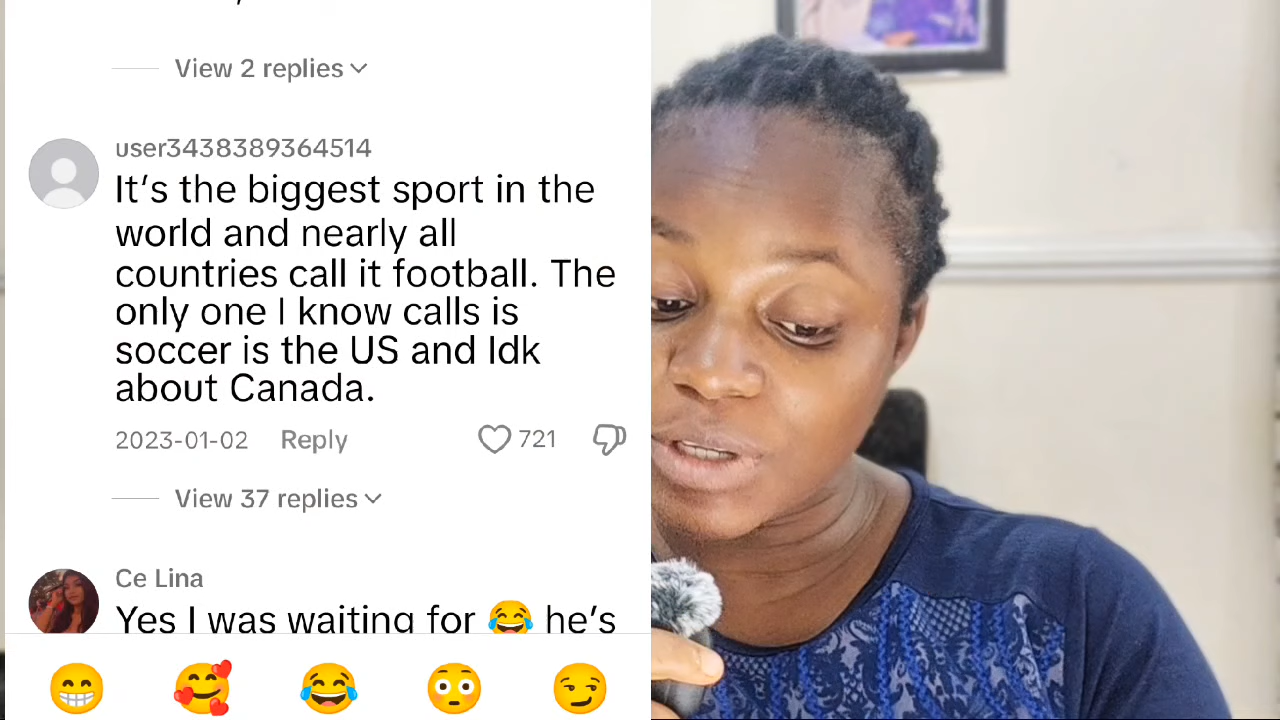 View 2 replies
user3438389364514
It's the biggest sport in the
world and nearly all
countries call it football. The
only one I know calls is
soccer is the US and Idk
about Canada.
2023-01-02 Reply 721
View 37 replies
Ce Lina
Yes I was waiting for 😂 he's